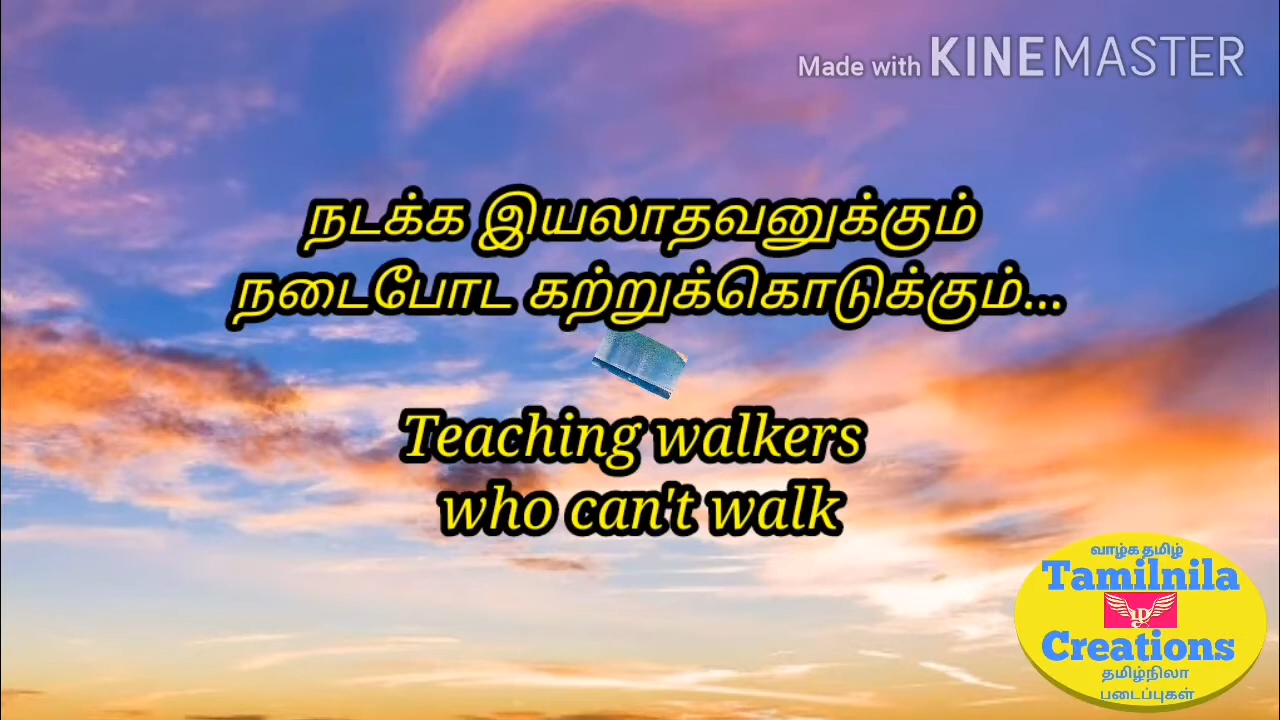 Made with KINEMASTER
நடக்க இயலாதவனுக்கும்
நடைபோட கற்றுக்கொடுக்கும்...
Teaching walkers
who can't walk
வாழ்க தமிழ்
Tamilnila
Creations
தமிழ்நிலா
படைப்புகள்